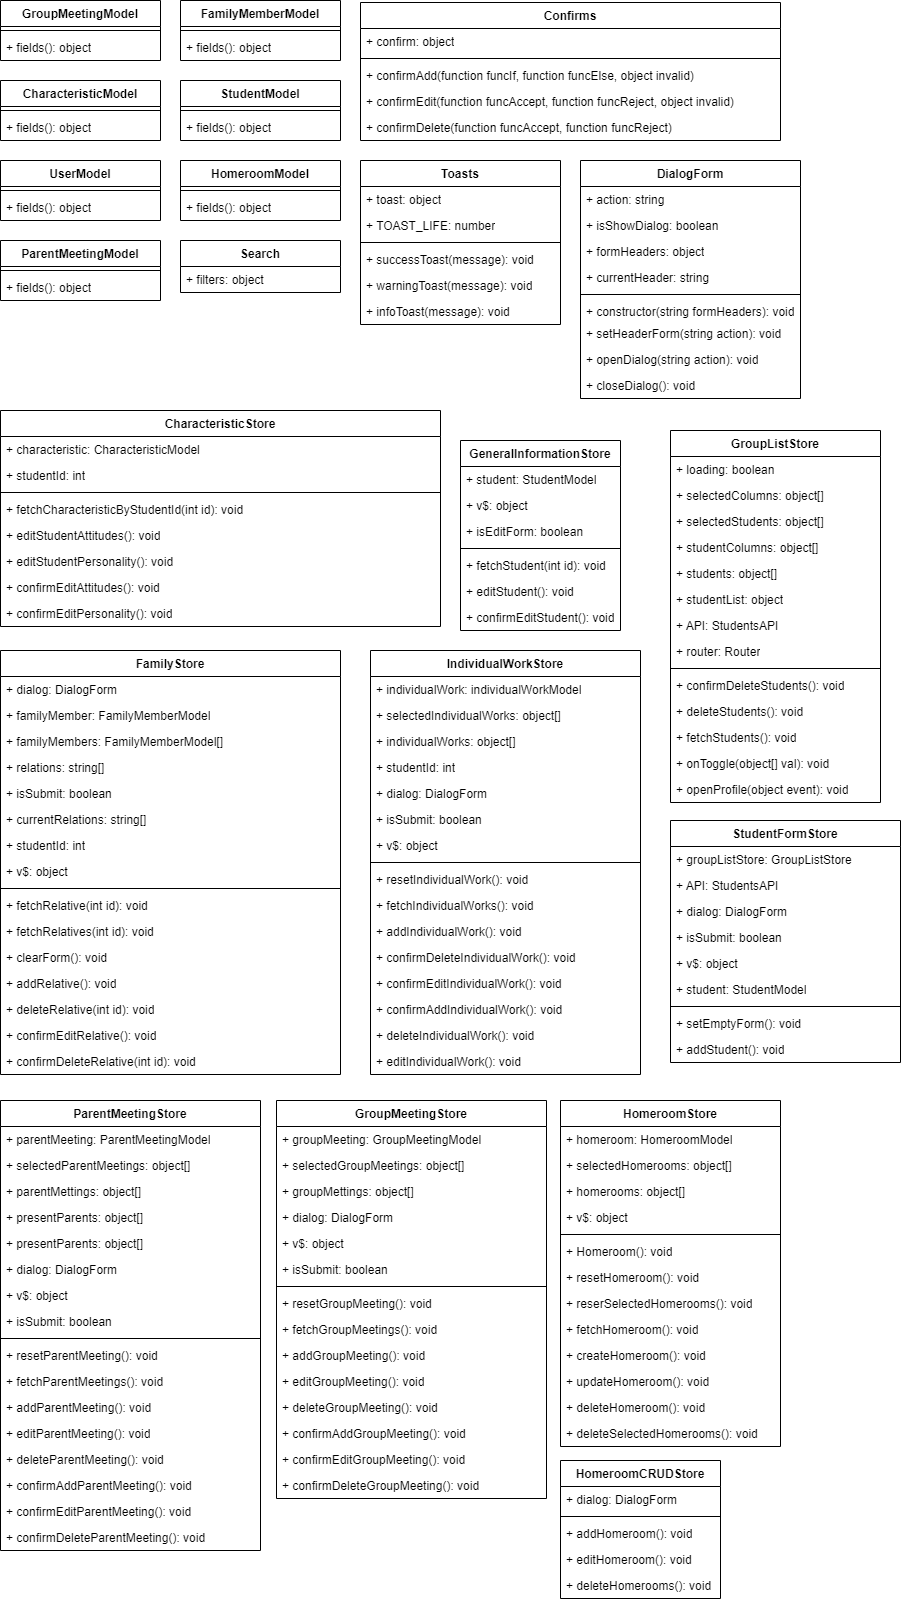 GroupMeetingModel
+ fields(): object
FamilyMemberModel
+ fields(): object
Confirms
+ confirm: object
+ confirmAdd(function funcIf, function funcElse, object invalid)
+ confirmEdit(function funcAccept, function funcReject, object invalid)
+ confirmDelete(function funcAccept, function funcReject)
CharacteristicModel
+ fields(): object
StudentModel
+ fields(): object
UserModel
+ fields(): object
HomeroomModel
+ fields(): object
Toasts
+ toast: object
+ TOAST_LIFE: number
+ successToast(message): void
+ warningToast(message): void
+ infoToast(message): void
DialogForm
+ action: string
+ isShowDialog: boolean
+ formHeaders: object
+ currentHeader: string
+ constructor(string formHeaders): void
+ setHeaderForm(string action): void
+ openDialog(string action): void
+ closeDialog(): void
ParentMeetingModel
+ fields(): object
Search
+ filters: object
CharacteristicStore
+ characteristic: CharacteristicModel
+ studentId: int
+ fetchCharacteristicByStudentId(int id): void
+ editStudentAttitudes(): void
+ editStudentPersonality(): void
+ confirmEditAttitudes(): void
+ confirmEditPersonality(): void
GeneralInformationStore
+ student: StudentModel
+ v$: object
+ isEditForm: boolean
+ fetchStudent(int id): void
+ editStudent(): void
+ confirmEditStudent(): void
GroupListStore
+ loading: boolean
+ selectedColumns: object[]
+ selectedStudents: object[]
+ studentColumns: object[]
+ students: object[]
+ studentList: object
+ API: StudentsAPI
+ router: Router
+ confirmDeleteStudents(): void
+ deleteStudents(): void
+ fetchStudents(): void
+ onToggle(object[] val): void
+ openProfile(object event): void
FamilyStore
+ dialog: DialogForm
+ familyMember: FamilyMemberModel
+ familyMembers: FamilyMemberModel[]
+ relations: string[]
+ isSubmit: boolean
+ currentRelations: string[]
+ studentId: int
+ v$: object
+ fetchRelative(int id): void
+ fetchRelatives(int id): void
+ clearForm(): void
+ addRelative(): void
+ deleteRelative(int id): void
+ confirmEditRelative(): void
+ confirmDeleteRelative(int id): void
IndividualWorkStore
+ individualWork: individualWorkModel
+ selectedIndividualWorks: object[]
+ individualWorks: object[]
+ studentId: int
+ dialog: DialogForm
+ isSubmit: boolean
+ v$: object
+ resetIndividualWork(): void
+ fetchIndividualWorks(): void
+ addIndividualWork(): void
+ confirmDeleteIndividualWork(): void
+ confirmEditIndividualWork(): void
+ confirmAddIndividualWork(): void
+ deleteIndividualWork(): void
+ editIndividualWork(): void
StudentFormStore
+ groupListStore: GroupListStore
+ API: StudentsAPI
+ dialog: DialogForm
+ isSubmit: boolean
+ v$: object
+ student: StudentModel
+ setEmptyForm(): void
+ addStudent(): void
ParentMeetingStore
+ parentMeeting: ParentMeetingModel
+ selectedParentMeetings: object[]
+ parentMettings: object[]
+ presentParents: object[]
+ presentParents: object[]
+ dialog: DialogForm
+ v$: object
+ isSubmit: boolean
+ resetParentMeeting(): void
+ fetchParentMeetings(): void
+ addParentMeeting(): void
+ editParentMeeting(): void
+ deleteParentMeeting(): void
+ confirmAddParentMeeting(): void
+ confirmEditParentMeeting(): void
+ confirmDeleteParentMeeting(): void
GroupMeetingStore
+ groupMeeting: GroupMeetingModel
+ selectedGroupMeetings: object[]
+ groupMettings: object[]
+ dialog: DialogForm
+ v$: object
+ isSubmit: boolean
+ resetGroupMeeting(): void
+ fetchGroupMeetings(): void
+ addGroupMeeting(): void
+ editGroupMeeting(): void
+ deleteGroupMeeting(): void
+ confirmAddGroupMeeting(): void
+ confirmEditGroupMeeting(): void
+ confirmDeleteGroupMeeting(): void
HomeroomStore
+ homeroom: HomeroomModel
+ selectedHomerooms: object[]
+ homerooms: object[]
+ v$: object
+ Homeroom(): void
+ resetHomeroom(): void
+ reserSelectedHomerooms(): void
+ fetchHomeroom(): void
+ createHomeroom(): void
+ updateHomeroom(): void
+ deleteHomeroom(): void
+ deleteSelectedHomerooms(): void
HomeroomCRUDStore
+ dialog: DialogForm
+ addHomeroom(): void
+ editHomeroom(): void
+ deleteHomerooms(): void